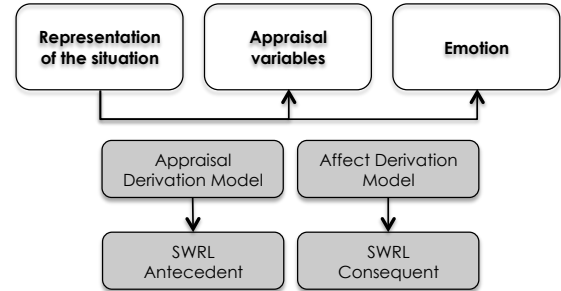 Representation
of the situation
Appraisal
variables
Emotion
Appraisal
Derivation Model
Affect Derivation
Model
SWRL
Antecedent
SWRL
Consequent